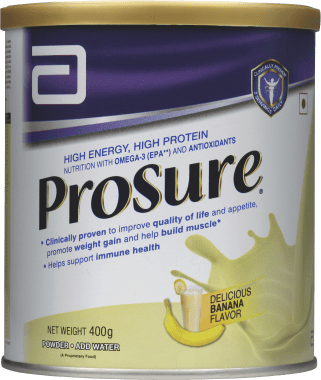 HIGH ENERGY, HIGH PROTEIN
NUTRITION WITH OMEGA-3 (EPA**) AND ANTIOXIDANTS
ProSure®
• Clinically proven to improve quality of life and appetite,
promote weight gain and help build muscle*
• Helps support immune health
DELICIOUS
BANANA
FLAVOR
NET WEIGHT 400g
POWDER - ADD WATER
(A Proprietary Food)